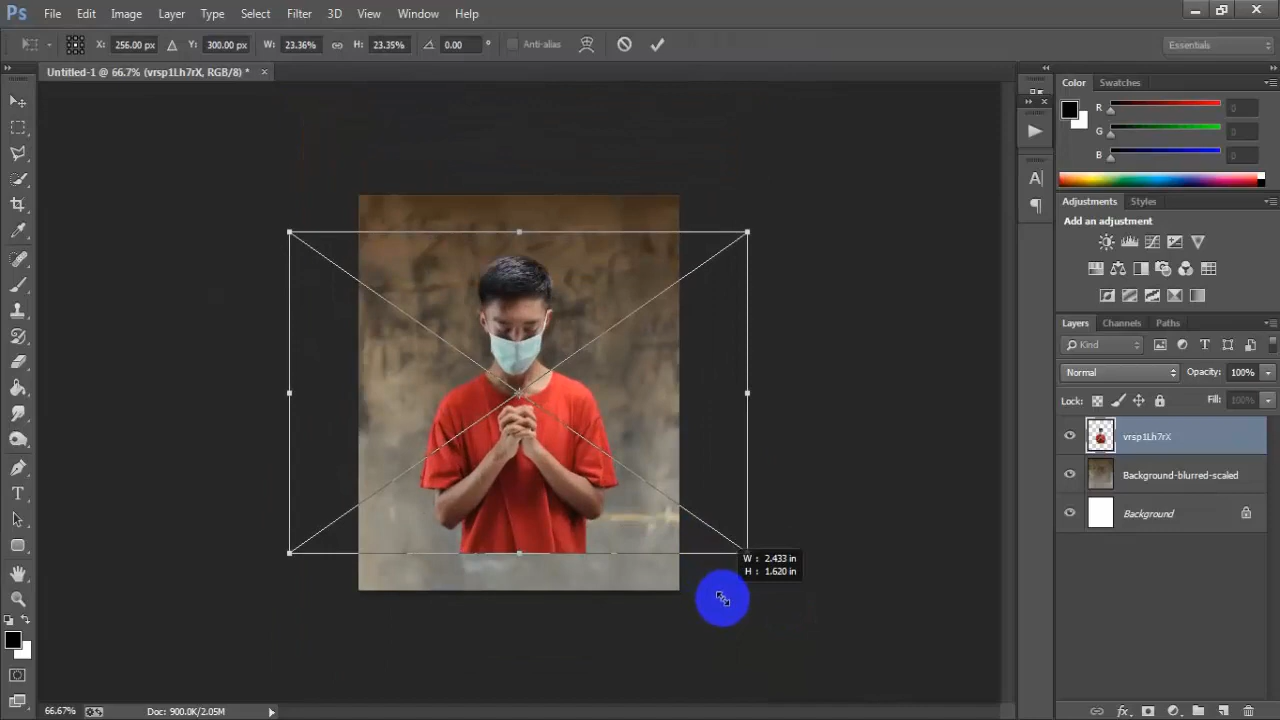 Ps File Edit Image Layer Type Select Filter 3D View Window Help
X: 256.00 px Y: 300.00 px W: 23.36% H: 23.35% 0.00 ° Anti-alias Essentials
Untitled-1 @ 66.7% (vrsp1Lh7rX, RGB/8) * ×
Color Swatches
R 0
G 0
B 0
Adjustments Styles
Add an adjustment
Layers Channels Paths
Kind
Normal Opacity: 100%
Lock: Fill: 100%
vrsp1Lh7rX
Background-blurred-scaled
Background
W : 2.433 in
H : 1.620 in
66.67% Doc: 900.0K/2.05M